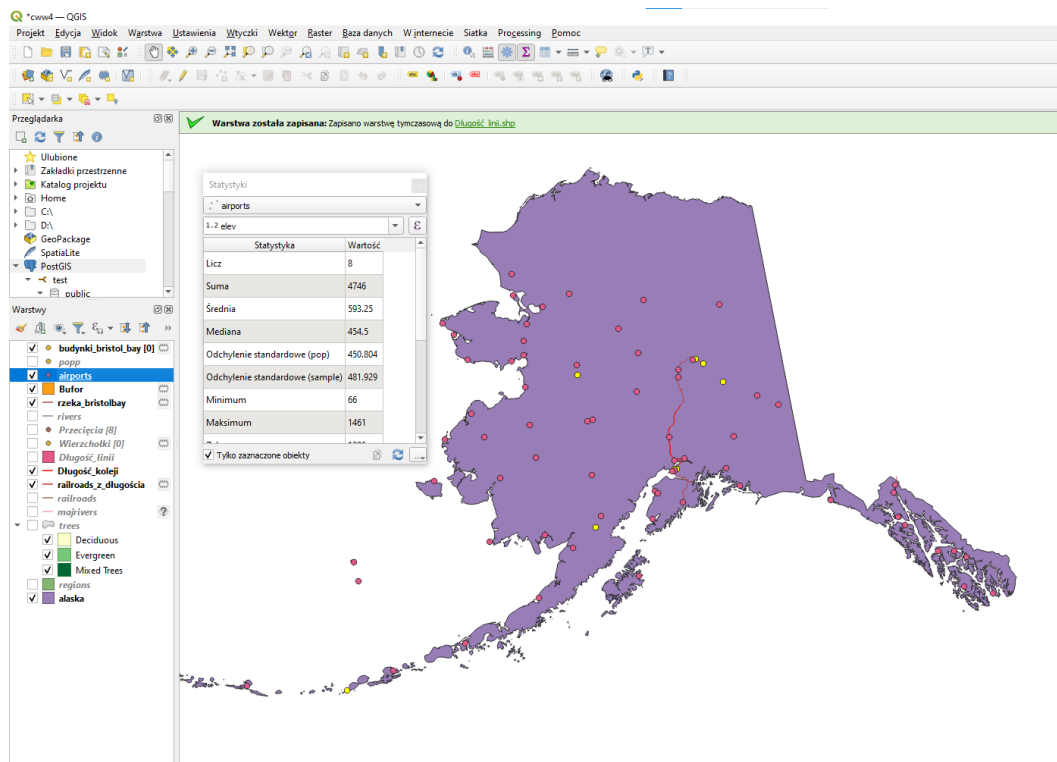 *cww4 — QGIS
Projekt Edycja Widok Warstwa Ustawienia Wtyczki Wektor Raster Baza danych W internecie Siatka Processing Pomoc
Przeglądarka
Warstwa została zapisana: Zapisano warstwę tymczasową do Długość_linii.shp
Ulubione
Zakładki przestrzenne
Katalog projektu
Home
C:\
D:\
GeoPackage
SpatiaLite
PostGIS
test
public
Statystyki
airports
1.2 elev
ε
Statystyka Wartość
Licz 8
Suma 4746
Średnia 593.25
Mediana 454.5
Odchylenie standardowe (pop) 450.804
Odchylenie standardowe (sample) 481.929
Minimum 66
Maksimum 1461
Tylko zaznaczone obiekty
Warstwy
budynki_bristol_bay [0]
popp
airports
Bufor
rzeka_bristolbay
rivers
Przecięcia [8]
Wierzchołki [0]
Długość_linii
Długość_koleji
railroads_z_długościa
railroads
majrivers
trees
Deciduous
Evergreen
Mixed Trees
regions
alaska